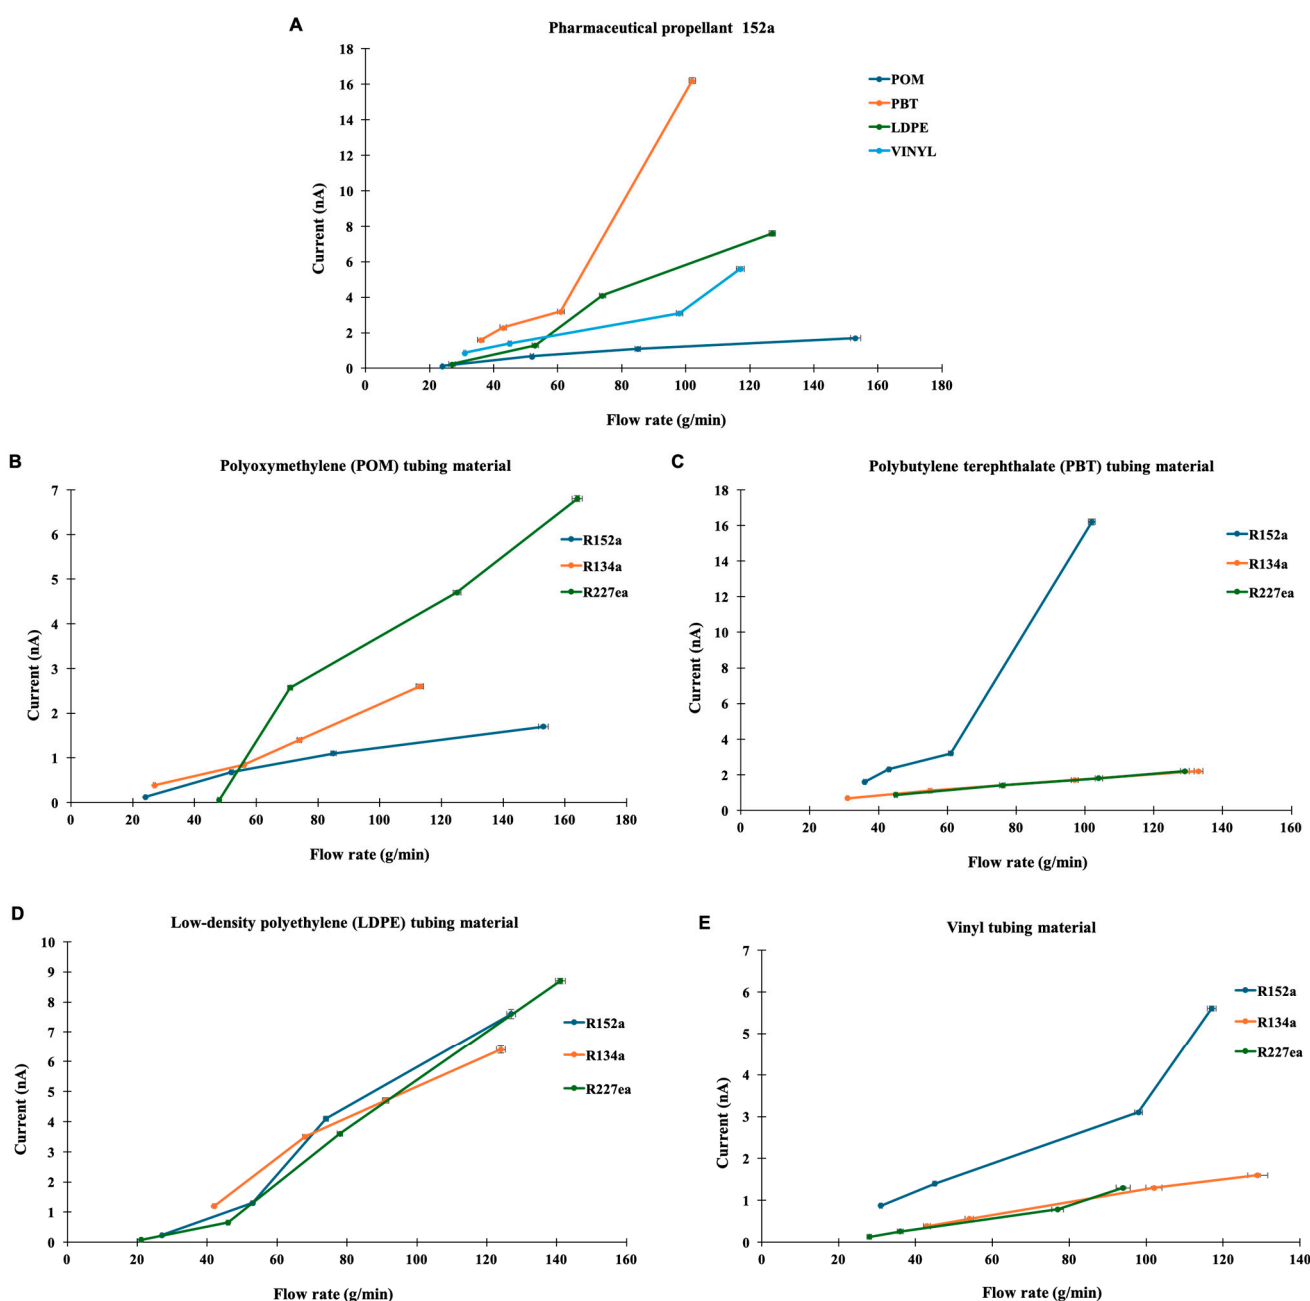 A
Pharmaceutical propellant 152a
18
16
14
12
10
8
6
4
2
0
Current (nA)
0 20 40 60 80 100 120 140 160 180
Flow rate (g/min)
POM
PBT
LDPE
VINYL
B
Polyoxymethylene (POM) tubing material
7
6
5
4
3
2
1
0
Current (nA)
0 20 40 60 80 100 120 140 160 180
Flow rate (g/min)
R152a
R134a
R227ea
C
Polybutylene terephthalate (PBT) tubing material
18
16
14
12
10
8
6
4
2
0
Current (nA)
0 20 40 60 80 100 120 140 160
Flow rate (g/min)
R152a
R134a
R227ea
D
Low-density polyethylene (LDPE) tubing material
10
9
8
7
6
5
4
3
2
1
0
Current (nA)
0 20 40 60 80 100 120 140 160
Flow rate (g/min)
R152a
R134a
R227ea
E
Vinyl tubing material
7
6
5
4
3
2
1
0
Current (nA)
0 20 40 60 80 100 120 140
Flow rate (g/min)
R152a
R134a
R227ea